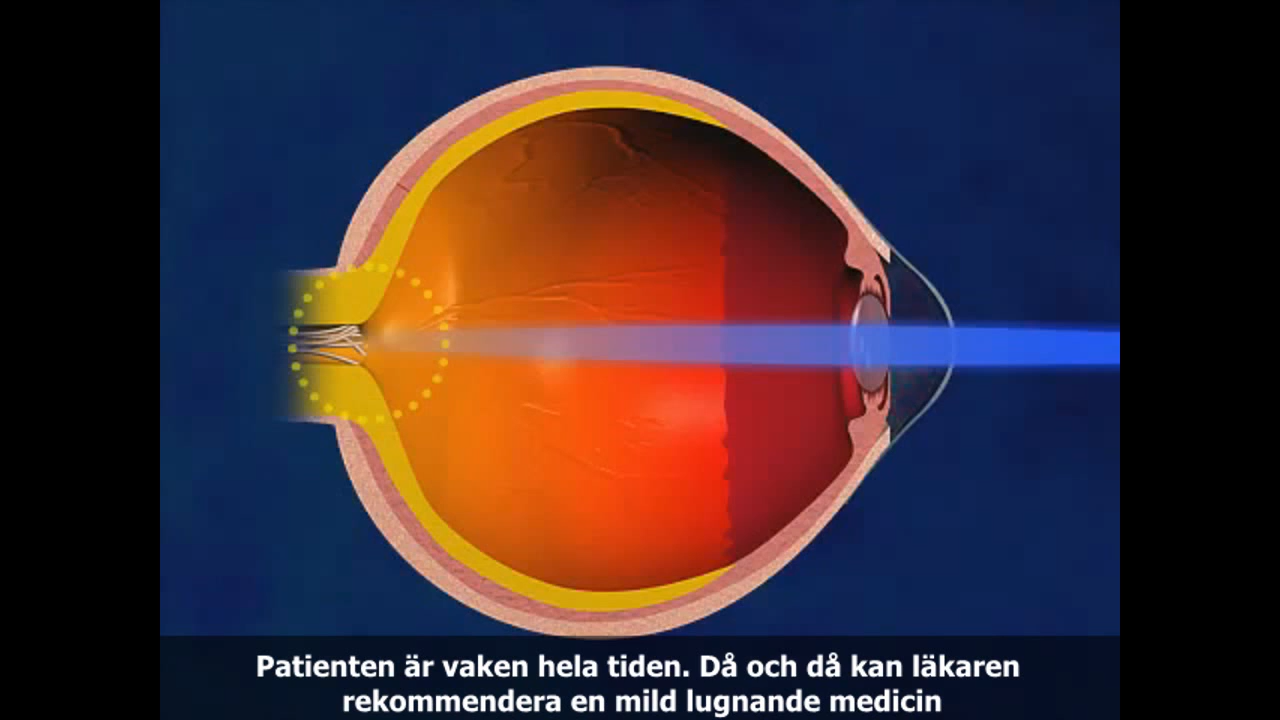 Patienten är vaken hela tiden. Då och då kan läkaren
rekommendera en mild lugnande medicin